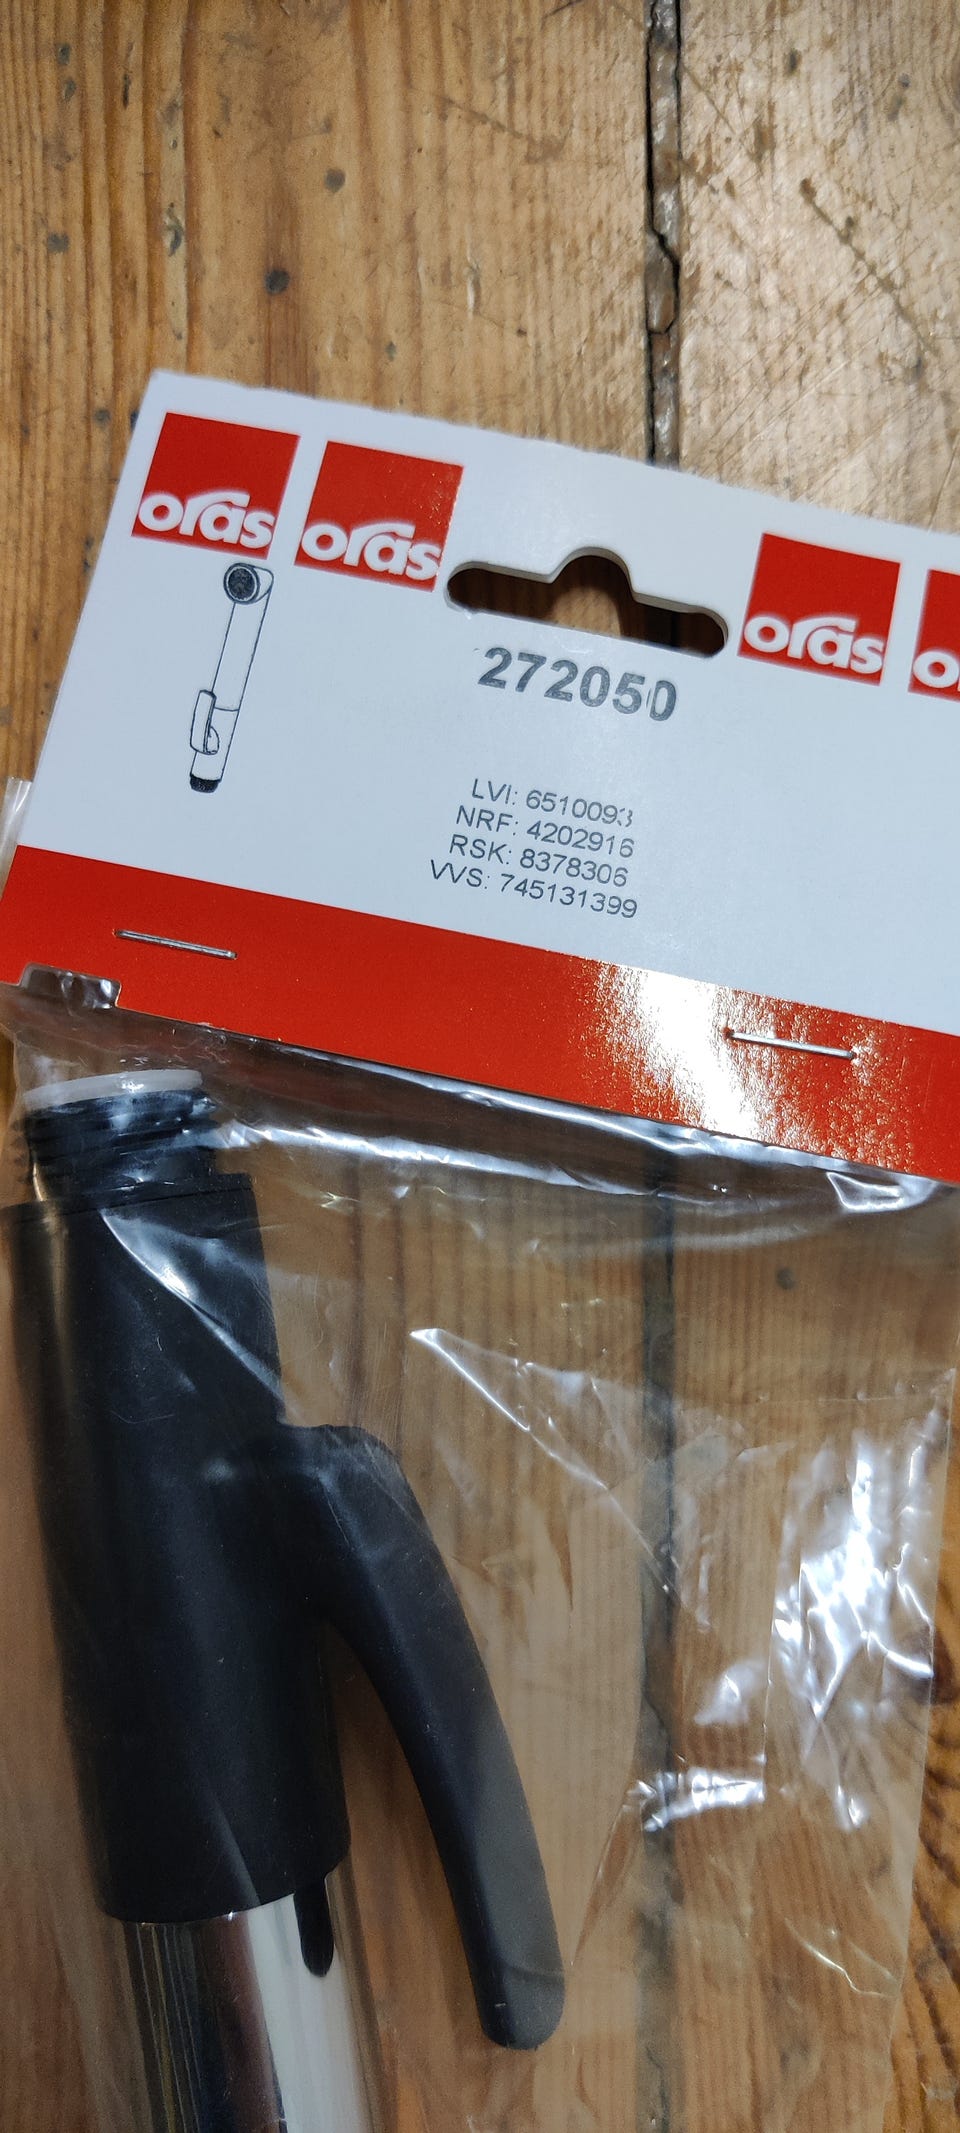 oras
oras
oras
272050
LVI: 6510093
NRF: 4202916
RSK: 8378306
VVS: 745131399